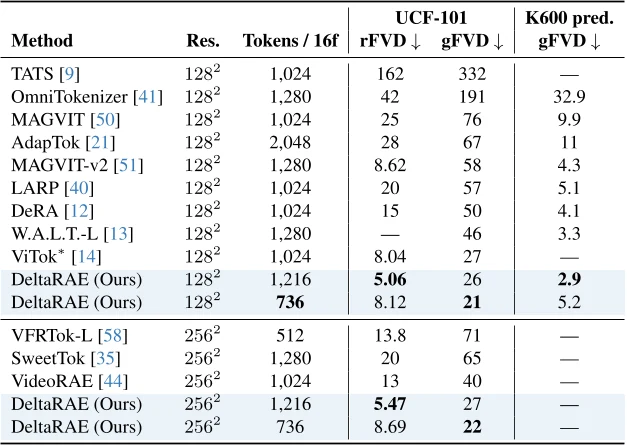 UCF-101 K600 pred.
Method Res. Tokens / 16f rFVD ↓ gFVD ↓ gFVD ↓
TATS [9] 128² 1,024 162 332 —
OmniTokenizer [41] 128² 1,280 42 191 32.9
MAGVIT [50] 128² 1,024 25 76 9.9
AdapTok [21] 128² 2,048 28 67 11
MAGVIT-v2 [51] 128² 1,280 8.62 58 4.3
LARP [40] 128² 1,024 20 57 5.1
DeRA [12] 128² 1,024 15 50 4.1
W.A.L.T.-L [13] 128² 1,280 — 46 3.3
ViTok* [14] 128² 1,024 8.04 27 —
DeltaRAE (Ours) 128² 1,216 5.06 26 2.9
DeltaRAE (Ours) 128² 736 8.12 21 5.2
VFRTok-L [58] 256² 512 13.8 71 —
SweetTok [35] 256² 1,280 20 65 —
VideoRAE [44] 256² 1,024 13 40 —
DeltaRAE (Ours) 256² 1,216 5.47 27 —
DeltaRAE (Ours) 256² 736 8.69 22 —